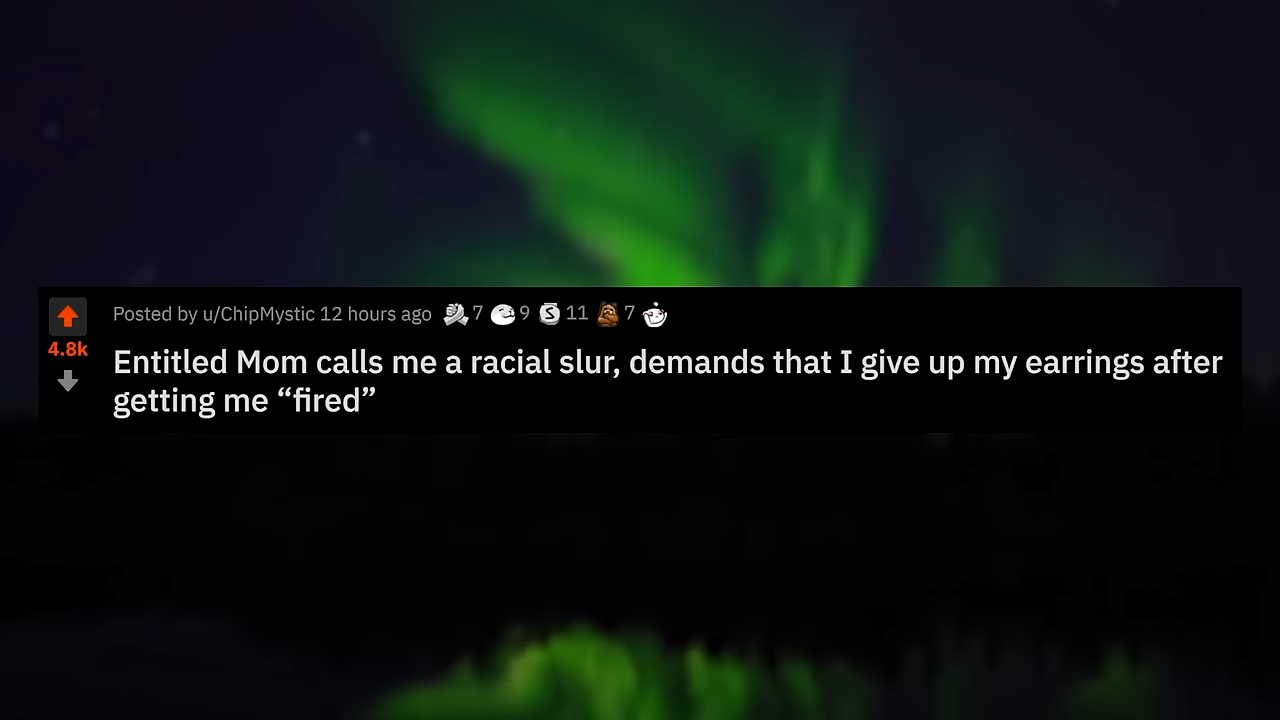 Posted by u/ChipMystic 12 hours ago 7 9 S 11 7
4.8k
Entitled Mom calls me a racial slur, demands that I give up my earrings after
getting me “fired”